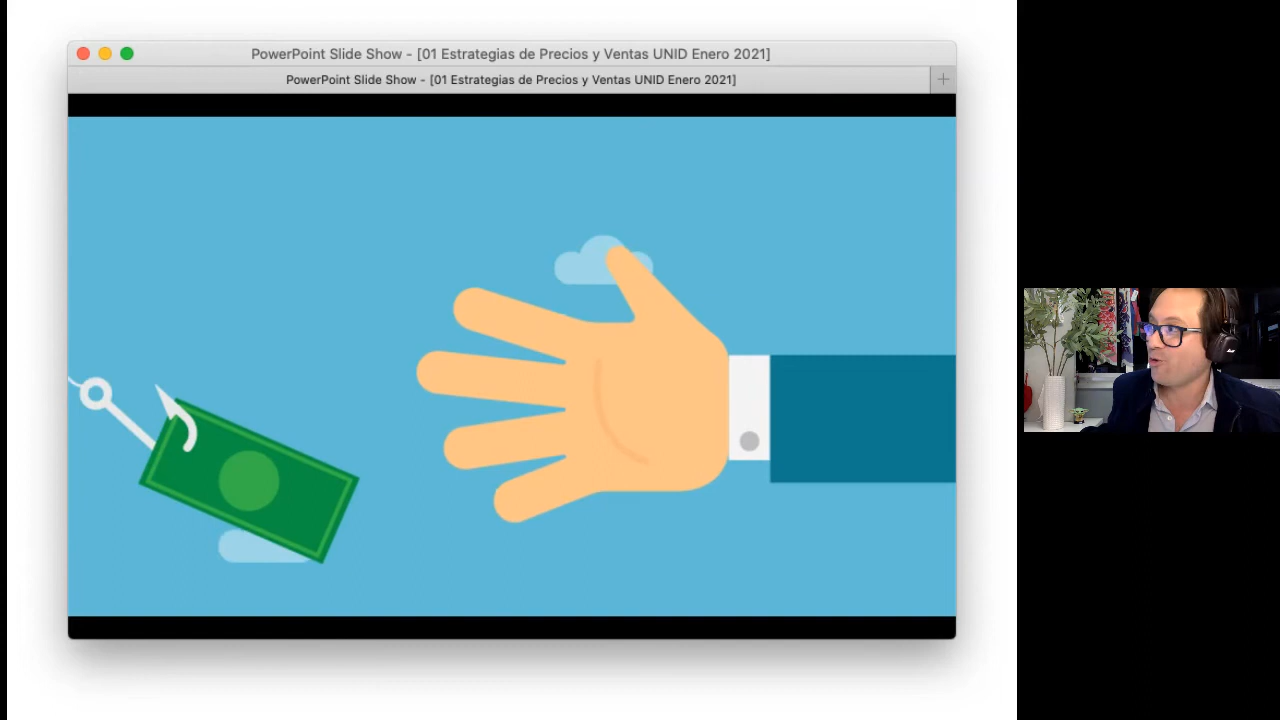 PowerPoint Slide Show - [01 Estrategias de Precios y Ventas UNID Enero 2021]
PowerPoint Slide Show - [01 Estrategias de Precios y Ventas UNID Enero 2021]